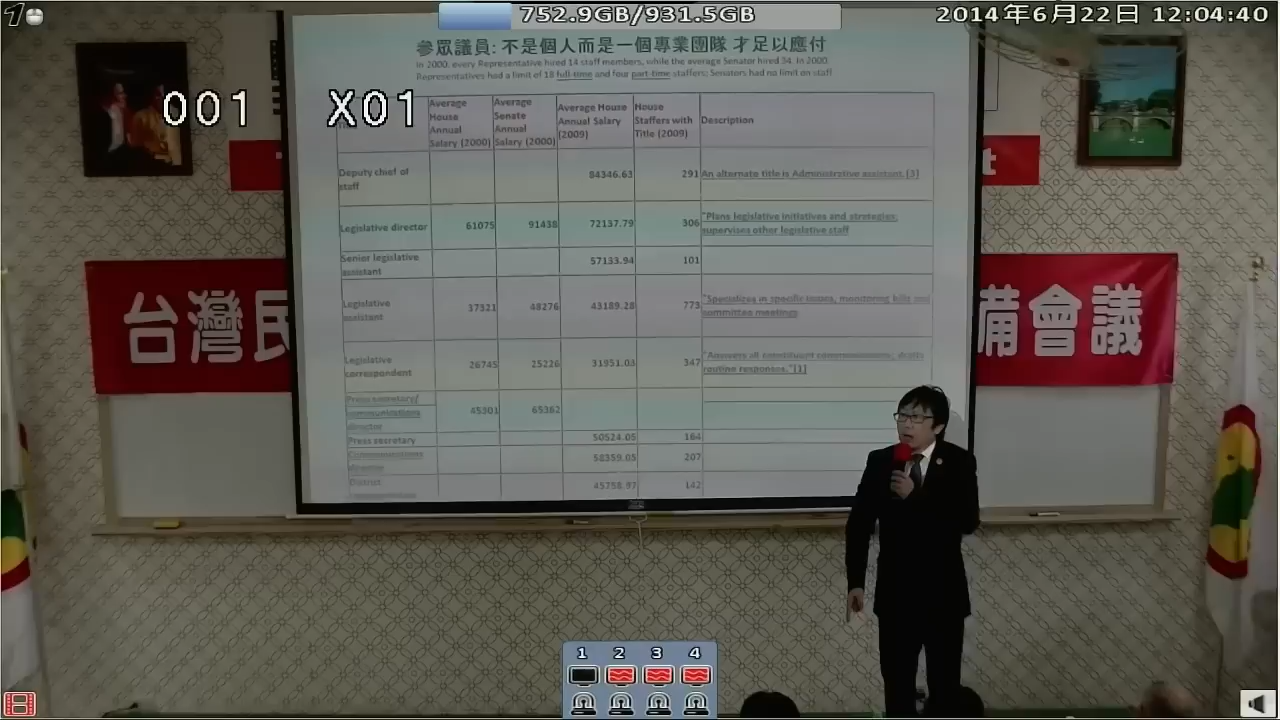 1
752.9GB/931.5GB
2014年6月22日 12:04:40
001 X01
參眾議員: 不是個人而是一個專業團隊 才足以應付
In 2000, every Representative hired 14 staff members, while the average Senator hired 34. In 2000,
Representatives had a limit of 18 full-time and four part-time staffers; Senators had no limit on staff
Average House Annual Salary (2000) Average Senate Annual Salary (2000) Average House Annual Salary (2009) House Staffers with Title (2009) Description
Deputy chief of staff 84346.63 291 An alternate title is Administrative assistant.[3]
Legislative director 61075 91438 72137.79 306 "Plans legislative initiatives and strategies; supervises other legislative staff
Senior legislative assistant 57133.94 101
Legislative assistant 37321 48276 43189.28 773 "Specializes in specific issues, monitoring bills and committee meetings
Legislative correspondent 26745 25226 31951.03 347 "Answers all constituent communications; drafts routine responses."[1]
Press secretary/ communications director 45301 65362
Press secretary 50524.05 164
Communications director 58359.05 207
District 45758.97 142
t
台灣民
備會議
1 2 3 4